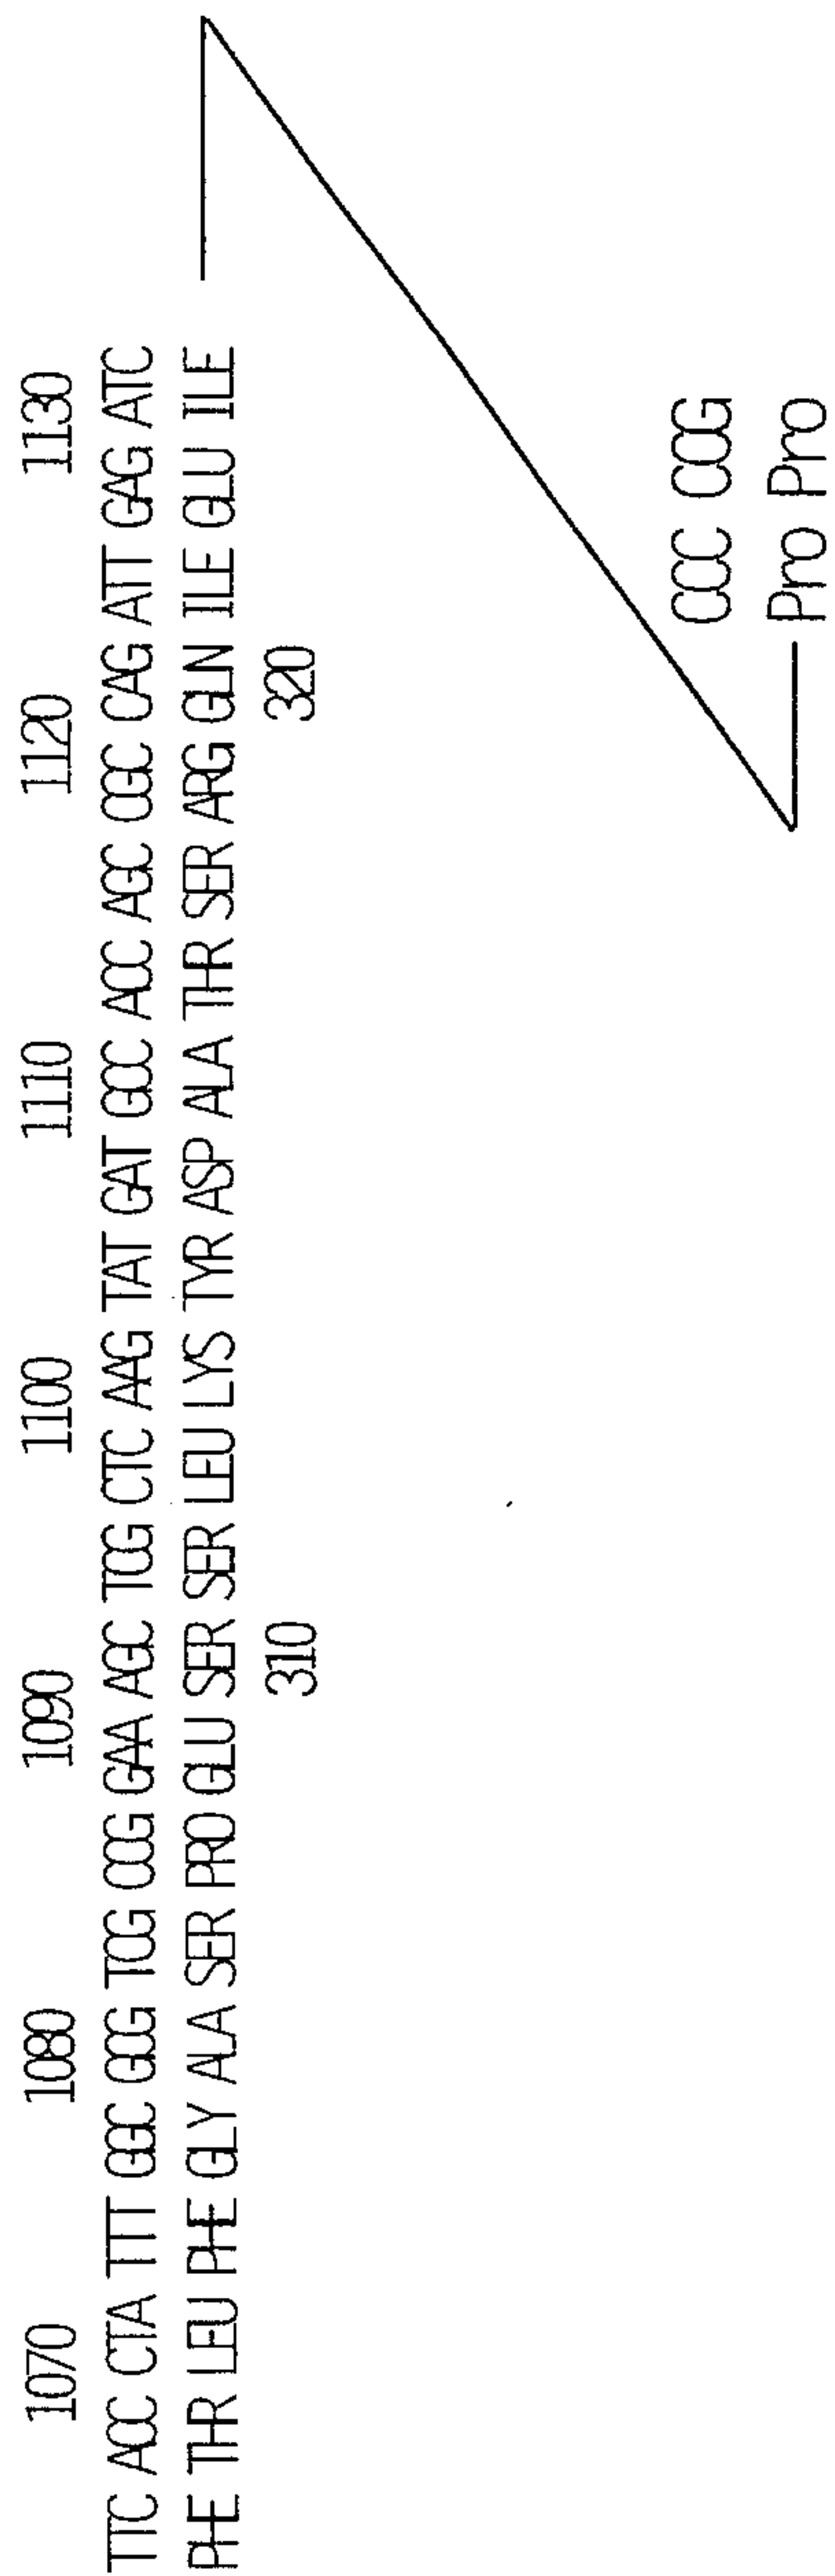 1070 1080 1090 1100 1110 1120 1130
TTC ACC CTA TTT GGC GCG TCG CCG GAA AGC TCG CTC AAG TAT GAT GCC ACC AGC CGC CAG ATT GAG ATC
PHE THR LEU PHE GLY ALA SER PRO GLU SER SER LEU LYS TYR ASP ALA THR SER ARG GLN ILE GLU ILE
310 320
CCC CCG
Pro Pro